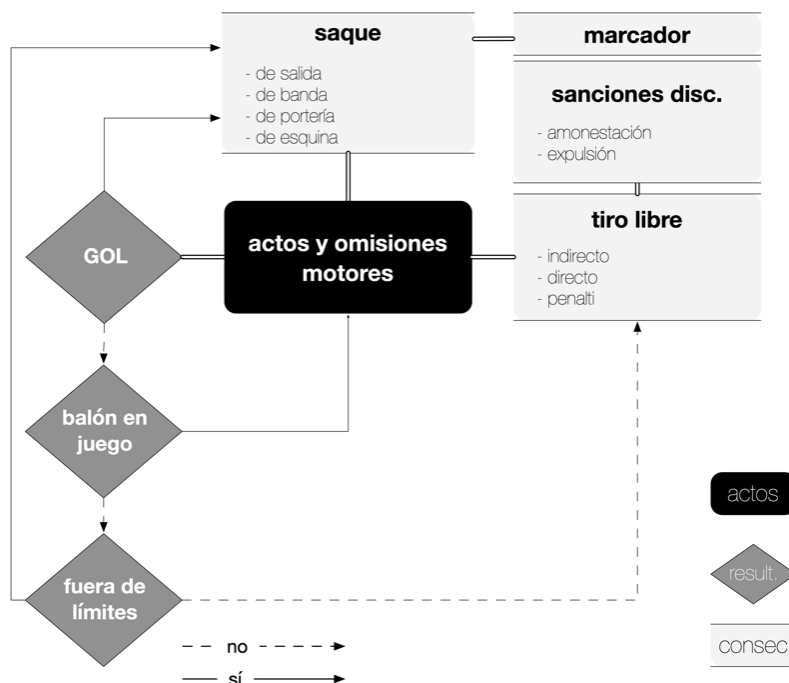 saque
- de salida
- de banda
- de portería
- de esquina
marcador
sanciones disc.
- amonestación
- expulsión
GOL
actos y omisiones
motores
tiro libre
- indirecto
- directo
- penalti
balón en
juego
fuera de
límites
actos
result.
consec
no
sí